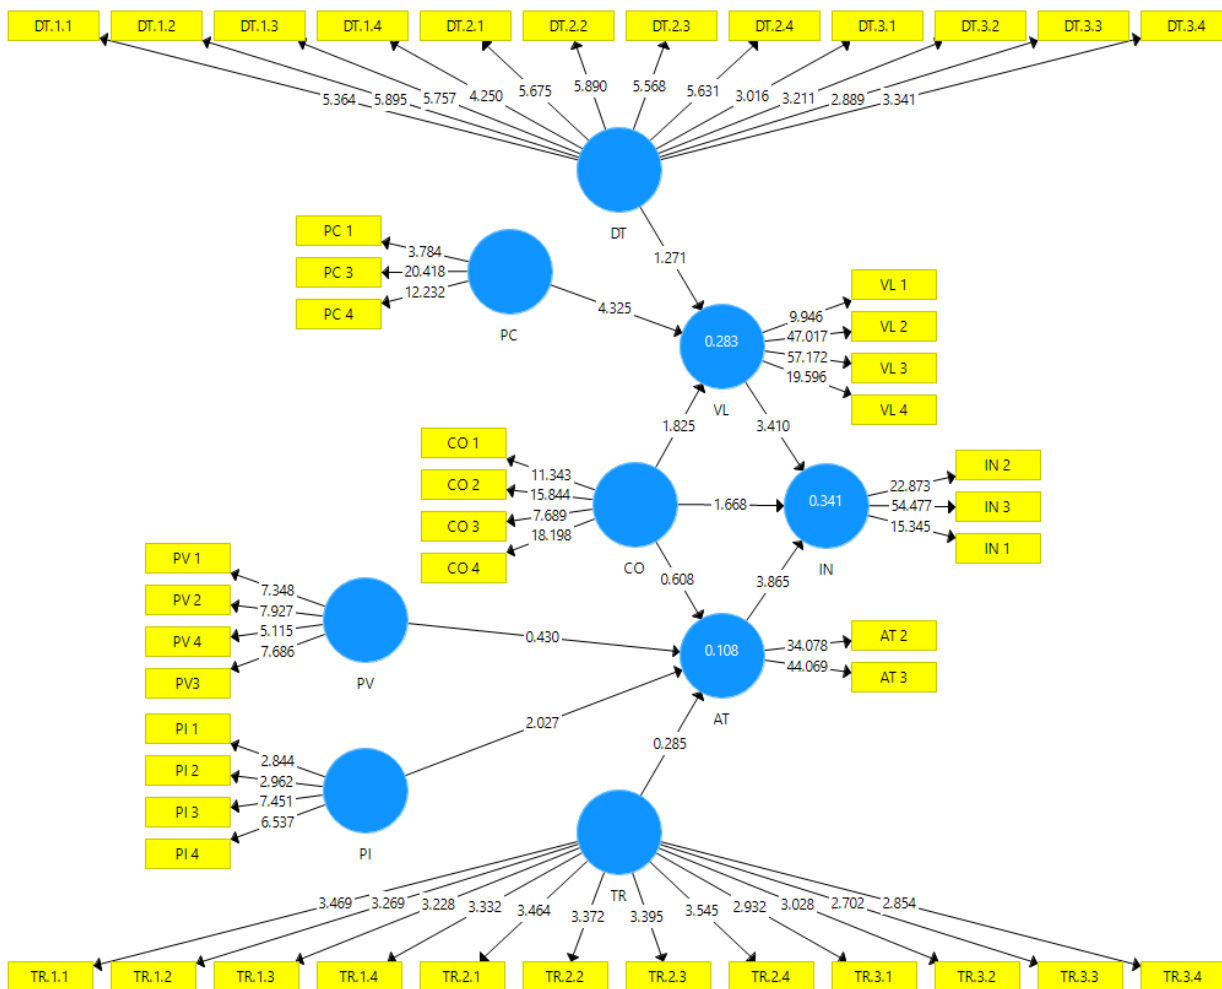 DT.1.1 DT.1.2 DT.1.3 DT.1.4 DT.2.1 DT.2.2 DT.2.3 DT.2.4 DT.3.1 DT.3.2 DT.3.3 DT.3.4
5.364 5.895 5.757 4.250 5.675 5.890 5.568 5.631 3.016 3.211 2.889 3.341
DT
1.271
PC 1
PC 3
PC 4
3.784
20.418
12.232
PC
4.325
0.283
VL
9.946
47.017
57.172
19.596
VL 1
VL 2
VL 3
VL 4
1.825
3.410
CO 1
CO 2
CO 3
CO 4
11.343
15.844
7.689
18.198
CO
1.668
0.341
IN
22.873
54.477
15.345
IN 2
IN 3
IN 1
0.608
3.865
PV 1
PV 2
PV 4
PV3
7.348
7.927
5.115
7.686
PV
0.430
0.108
AT
34.078
44.069
AT 2
AT 3
PI 1
PI 2
PI 3
PI 4
2.844
2.962
7.451
6.537
PI
2.027
0.285
TR
3.469 3.269 3.228 3.332 3.464 3.372 3.395 3.545 2.932 3.028 2.702 2.854
TR.1.1 TR.1.2 TR.1.3 TR.1.4 TR.2.1 TR.2.2 TR.2.3 TR.2.4 TR.3.1 TR.3.2 TR.3.3 TR.3.4